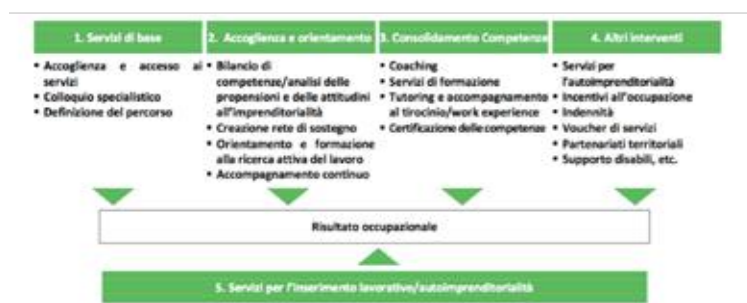 1. Servizi di base
• Accoglienza e accesso ai
servizi
• Colloquio specialistico
• Definizione del percorso
2. Accoglienza e orientamento
• Bilancio di
competenze/analisi delle
propensioni e delle attitudini
all'imprenditorialità
• Creazione rete di sostegno
• Orientamento e formazione
alla ricerca attiva del lavoro
• Accompagnamento continuo
3. Consolidamento Competenze
• Coaching
• Servizi di formazione
• Tutoring e accompagnamento
al tirocinio/work experience
• Certificazione delle competenze
4. Altri interventi
• Servizi per
l'autoimprenditorialità
• Incentivi all'occupazione
• Indennità
• Voucher di servizi
• Partenariati territoriali
• Supporto disabili, etc.
Risultato occupazionale
5. Servizi per l'inserimento lavorativo/autoimprenditorialità